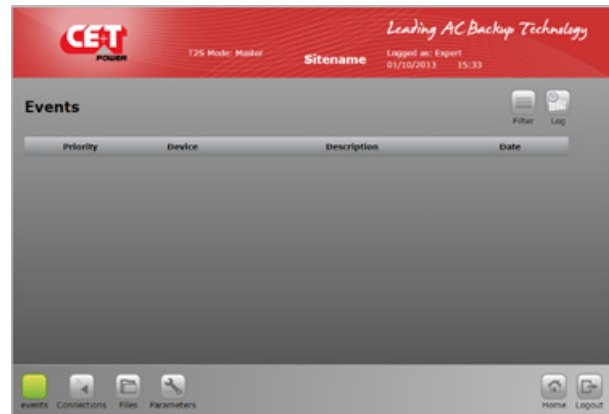 CE+T
POWER
Leading AC Backup Technology
T2S Mode: Master
Sitename
Logged as: Expert
01/10/2013 15:33
Events
Filter
Log
Priority Device Description Date
events Connections Files Parameters
Home Logout